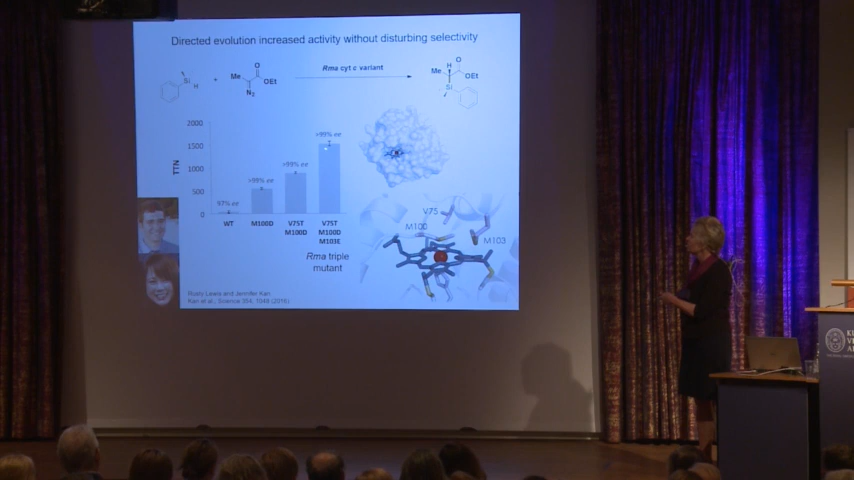 Directed evolution increased activity without disturbing selectivity
Si
H
+
Me
O
OEt
N₂
Rma cyt c variant
Me
H
O
OEt
Si
TTN
2000
1500
1000
500
0
97% ee
>99% ee
>99% ee
>99% ee
WT
M100D
V75T
M100D
V75T
M100D
M103E
Rma triple
mutant
V75
M100
M103
Rusty Lewis and Jennifer Kan
Kan et al., Science 354, 1048 (2016)